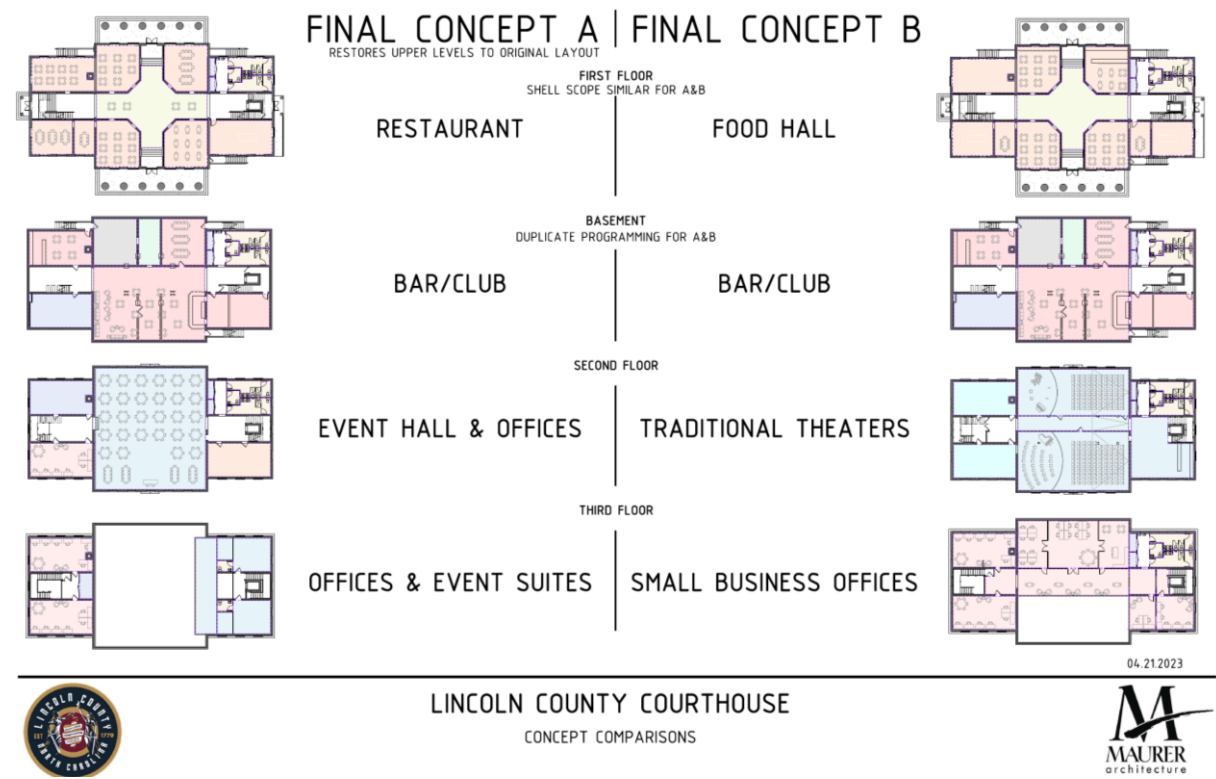 FINAL CONCEPT A | FINAL CONCEPT B
RESTORES UPPER LEVELS TO ORIGINAL LAYOUT
FIRST FLOOR
SHELL SCOPE SIMILAR FOR A&B
RESTAURANT
FOOD HALL
BASEMENT
DUPLICATE PROGRAMMING FOR A&B
BAR/CLUB
BAR/CLUB
SECOND FLOOR
EVENT HALL & OFFICES
TRADITIONAL THEATERS
THIRD FLOOR
OFFICES & EVENT SUITES
SMALL BUSINESS OFFICES
04.21.2023
LINCOLN COUNTY
EST
1779
NORTH CAROLINA
LINCOLN COUNTY COURTHOUSE
CONCEPT COMPARISONS
M
MAURER
architecture